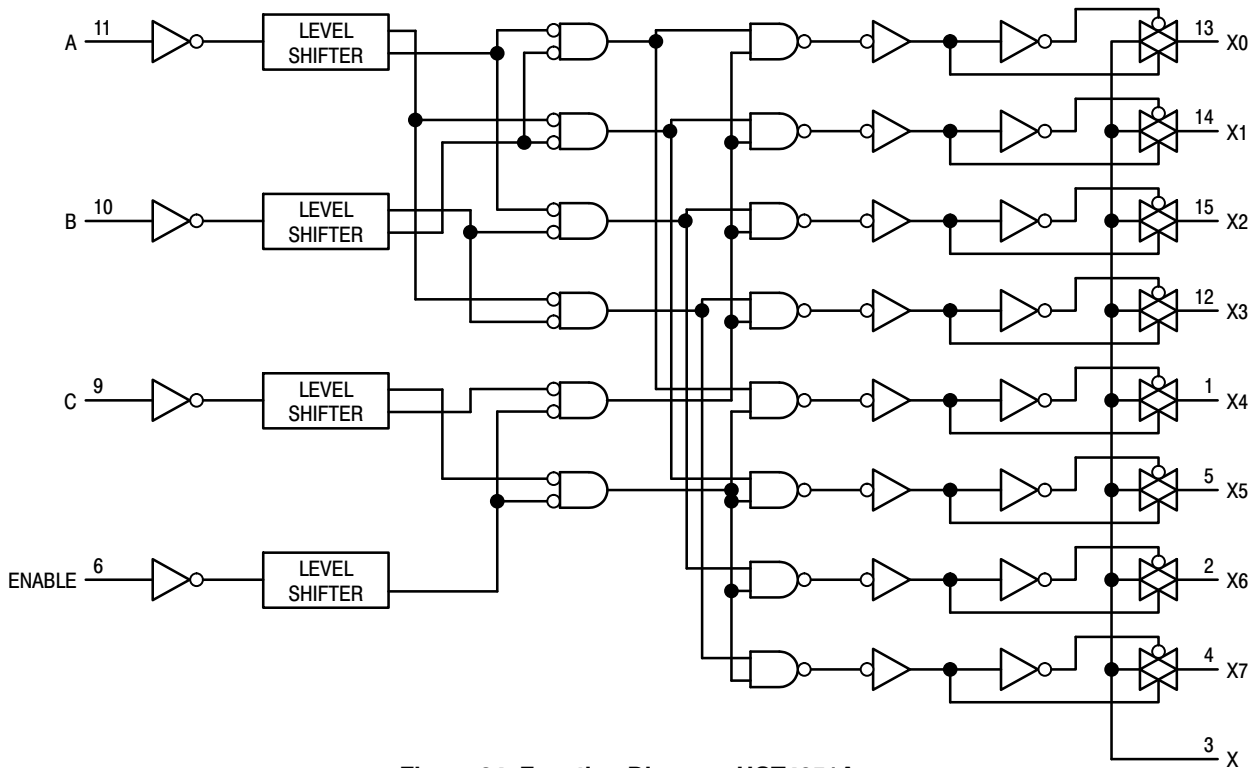 A 11
LEVEL
SHIFTER
13 X0
14 X1
B 10
LEVEL
SHIFTER
15 X2
12 X3
C 9
LEVEL
SHIFTER
1 X4
5 X5
ENABLE 6
LEVEL
SHIFTER
2 X6
4 X7
3 X